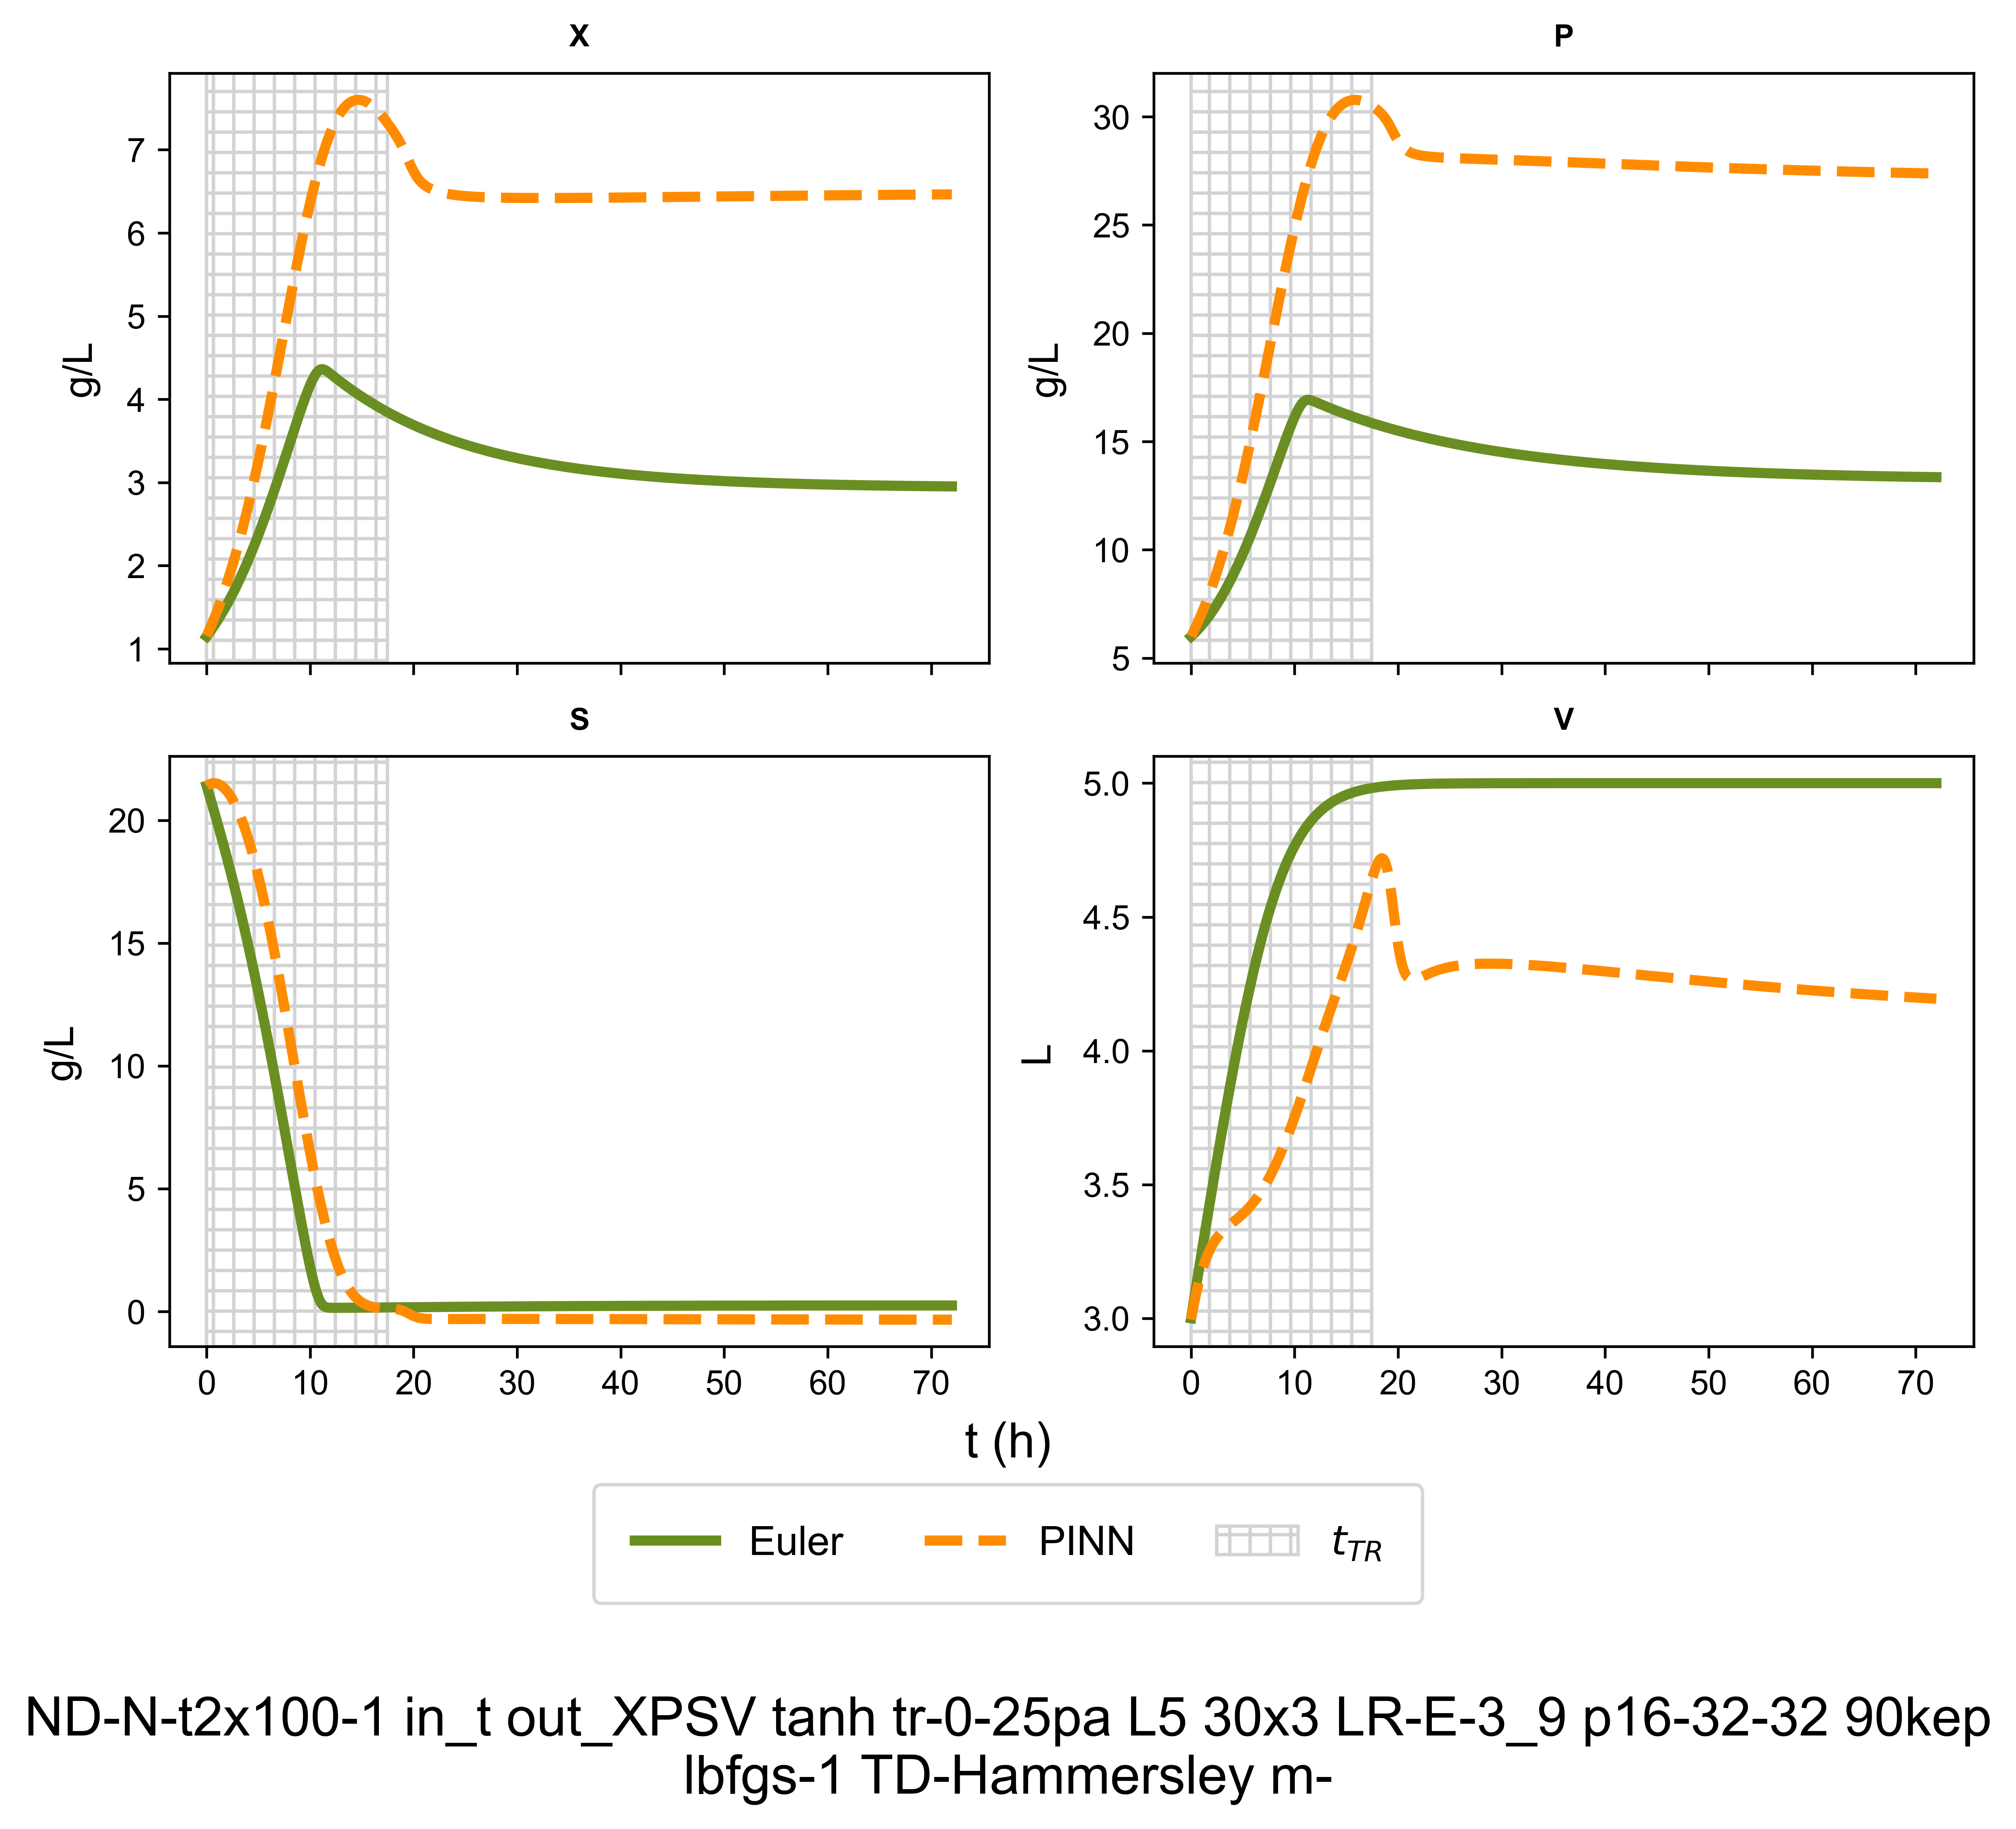 X
7
6
5
4
3
2
1
g/L
P
30
25
20
15
10
5
g/L
S
20
15
10
5
0
g/L
0 10 20 30 40 50 60 70
V
5.0
4.5
4.0
3.5
3.0
L
0 10 20 30 40 50 60 70
t (h)
Euler PINN t_TR
ND-N-t2x100-1 in_t out_XPSV tanh tr-0-25pa L5 30x3 LR-E-3_9 p16-32-32 90kep
lbfgs-1 TD-Hammersley m-